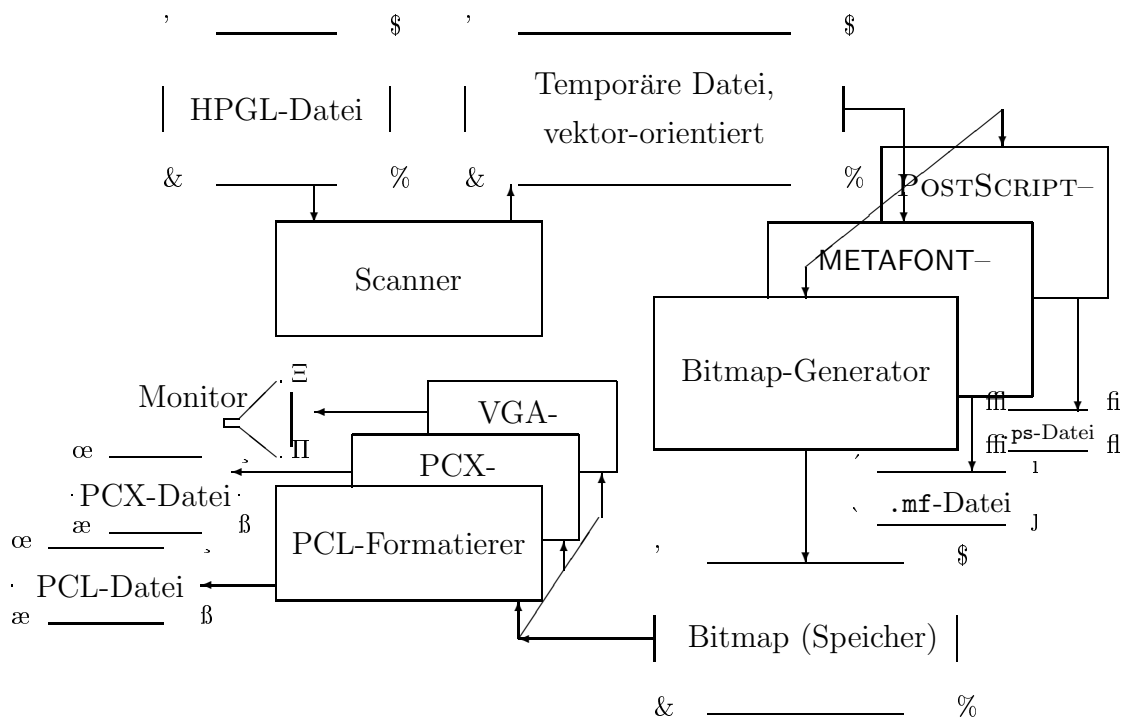 HPGL-Datei
Temporäre Datei,
vektor-orientiert
POSTSCRIPT–
METAFONT–
Bitmap-Generator
Scanner
Monitor
VGA-
PCX-
PCL-Formatierer
PCX-Datei
PCL-Datei
.ps-Datei
.mf-Datei
Bitmap (Speicher)